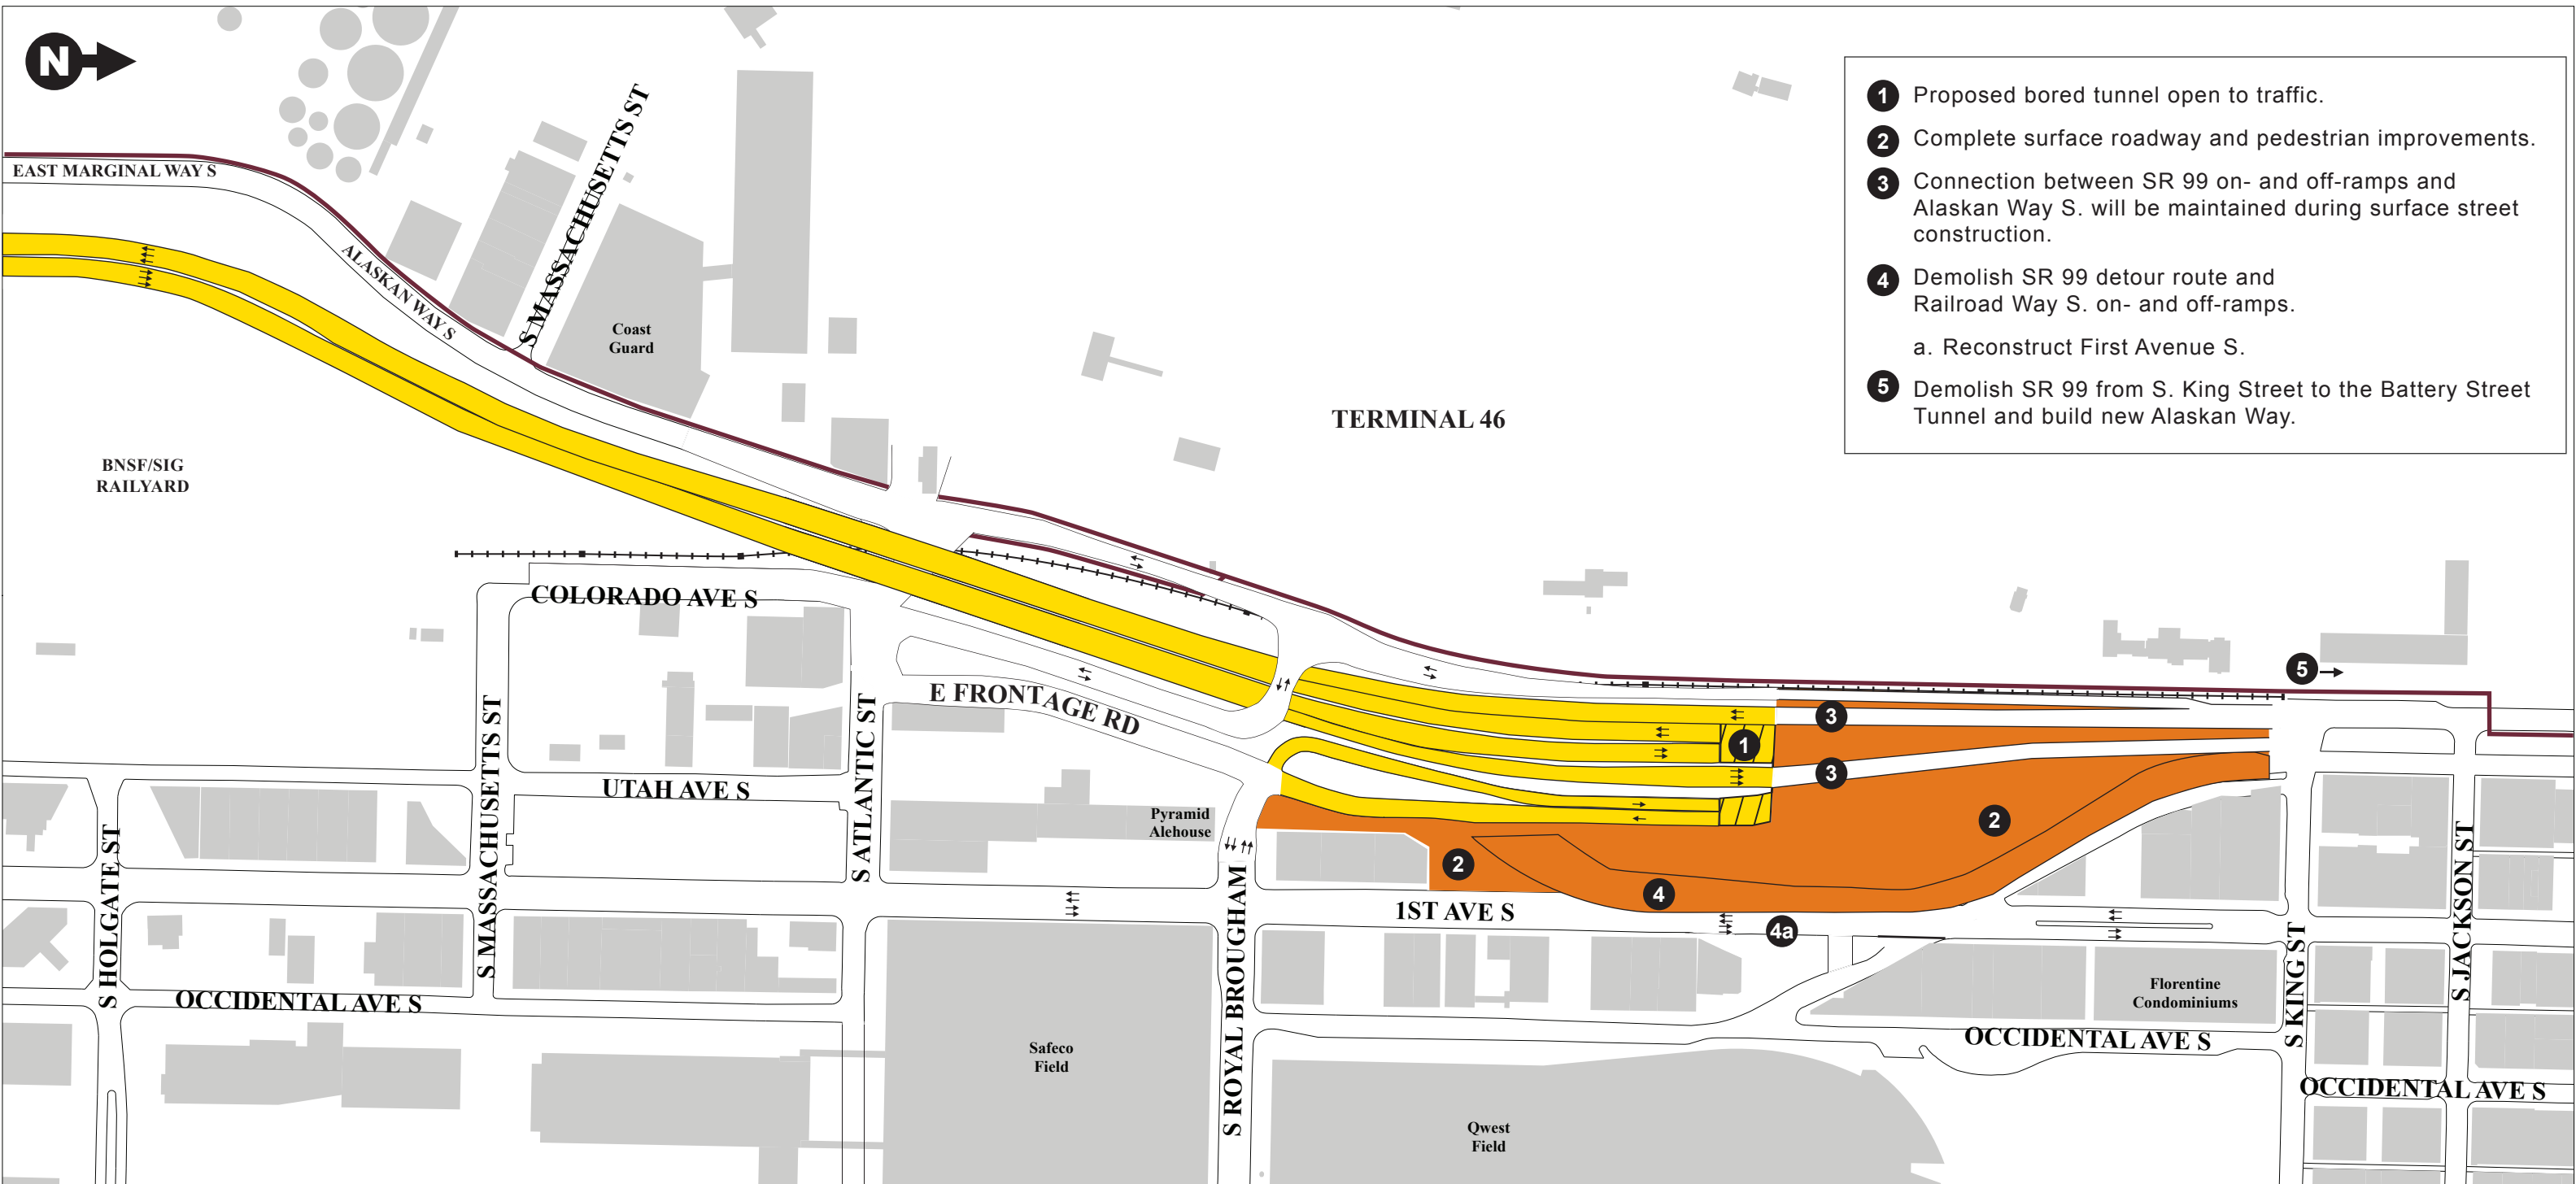 N
1 Proposed bored tunnel open to traffic.
2 Complete surface roadway and pedestrian improvements.
3 Connection between SR 99 on- and off-ramps and
Alaskan Way S. will be maintained during surface street
construction.
4 Demolish SR 99 detour route and
Railroad Way S. on- and off-ramps.
a. Reconstruct First Avenue S.
5 Demolish SR 99 from S. King Street to the Battery Street
Tunnel and build new Alaskan Way.
EAST MARGINAL WAY S
ALASKAN WAY S
S MASSACHUSETTS ST
Coast
Guard
TERMINAL 46
BNSF/SIG
RAILYARD
COLORADO AVE S
E FRONTAGE RD
5
3
1
3
2
2
4
4a
UTAH AVE S
Pyramid
Alehouse
S HOLGATE ST
S MASSACHUSETTS ST
S ATLANTIC ST
S ROYAL BROUGHAM
1ST AVE S
S KING ST
S JACKSON ST
OCCIDENTAL AVE S
Florentine
Condominiums
OCCIDENTAL AVE S
Safeco
Field
OCCIDENTAL AVE S
Qwest
Field